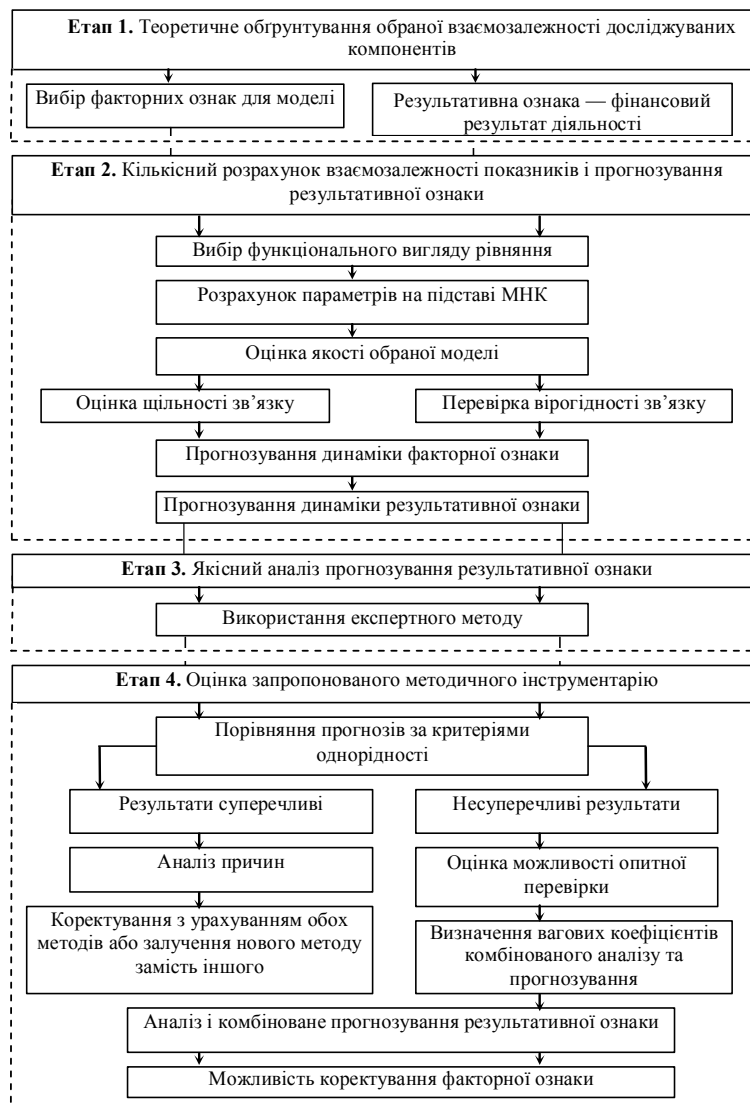 Етап 1. Теоретичне обґрунтування обраної взаємозалежності досліджуваних
компонентів
Вибір факторних ознак для моделі
Результативна ознака — фінансовий
результат діяльності
Етап 2. Кількісний розрахунок взаємозалежності показників і прогнозування
результативної ознаки
Вибір функціонального вигляду рівняння
Розрахунок параметрів на підставі МНК
Оцінка якості обраної моделі
Оцінка щільності зв’язку
Перевірка вірогідності зв’язку
Прогнозування динаміки факторної ознаки
Прогнозування динаміки результативної ознаки
Етап 3. Якісний аналіз прогнозування результативної ознаки
Використання експертного методу
Етап 4. Оцінка запропонованого методичного інструментарію
Порівняння прогнозів за критеріями
однорідності
Результати суперечливі
Несуперечливі результати
Аналіз причин
Оцінка можливості опитної
перевірки
Коректування з урахуванням обох
методів або залучення нового методу
замість іншого
Визначення вагових коефіцієнтів
комбінованого аналізу та
прогнозування
Аналіз і комбіноване прогнозування результативної ознаки
Можливість коректування факторної ознаки